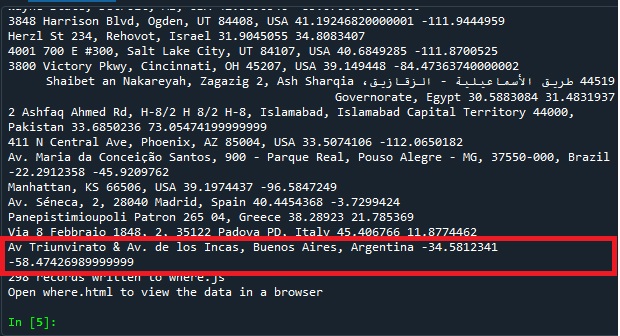 3848 Harrison Blvd, Ogden, UT 84408, USA 41.19246820000001 -111.9444959
Herzl St 234, Rehovot, Israel 31.9045055 34.8083407
4001 700 E #300, Salt Lake City, UT 84107, USA 40.6849285 -111.8700525
3800 Victory Pkwy, Cincinnati, OH 45207, USA 39.149448 -84.47363740000002
44519 طريق الأسماعيلية - الزقازيق، Shaibet an Nakareyah, Zagazig 2, Ash Sharqia
Governorate, Egypt 30.5883084 31.4831937
2 Ashfaq Ahmed Rd, H-8/2 H 8/2 H-8, Islamabad, Islamabad Capital Territory 44000,
Pakistan 33.6850236 73.05474199999999
411 N Central Ave, Phoenix, AZ 85004, USA 33.5074106 -112.0650182
Av. Maria da Conceição Santos, 900 - Parque Real, Pouso Alegre - MG, 37550-000, Brazil
-22.2912358 -45.9209762
Manhattan, KS 66506, USA 39.1974437 -96.5847249
Av. Séneca, 2, 28040 Madrid, Spain 40.4454368 -3.7299424
Panepistimioupoli Patron 265 04, Greece 38.28923 21.785369
Via 8 Febbraio 1848, 2, 35122 Padova PD, Italy 45.406766 11.8774462
Av Triunvirato & Av. de los Incas, Buenos Aires, Argentina -34.5812341
-58.47426989999999
298 records written to where.js
Open where.html to view the data in a browser
In [5]: